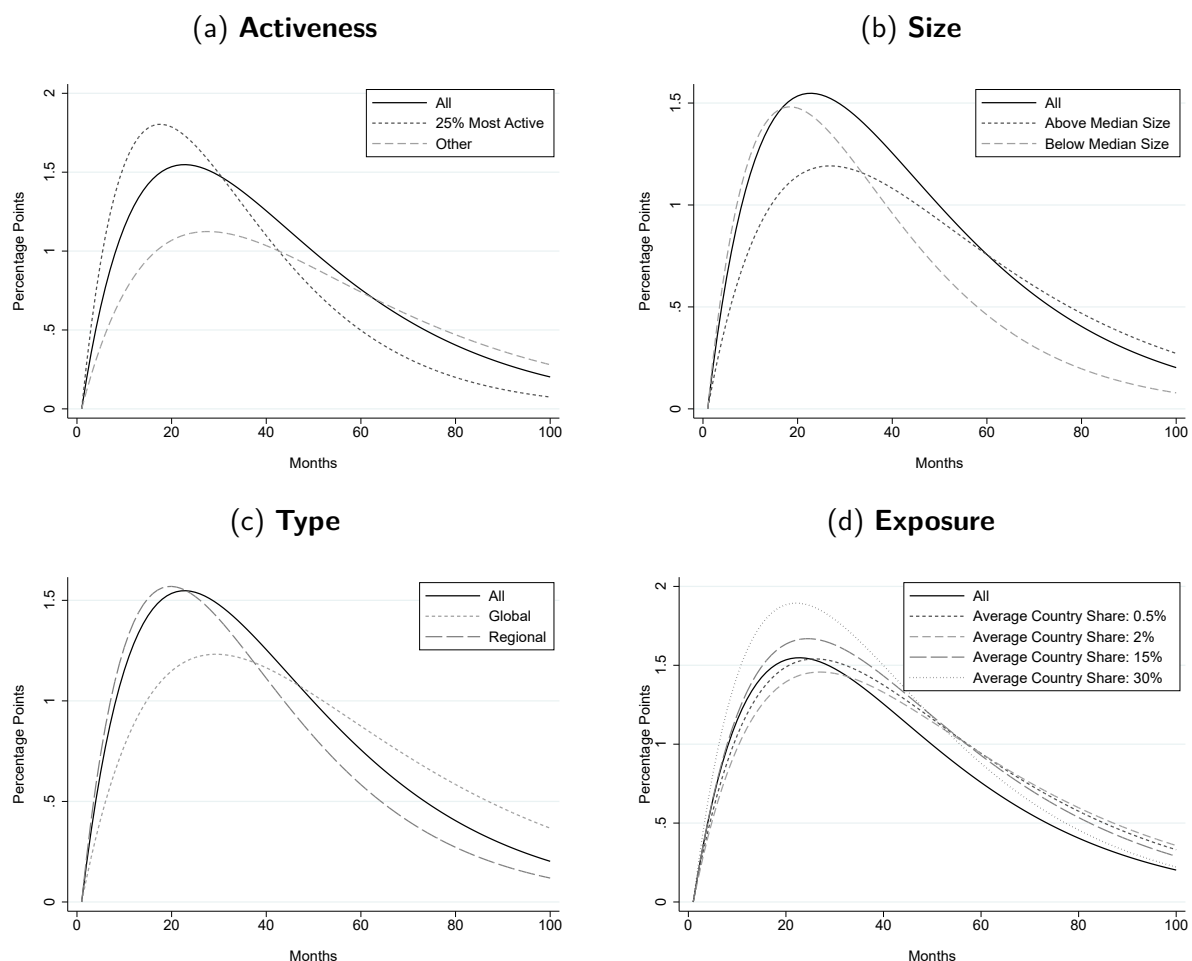 (a) Activeness
2
1.5
1
.5
0
Percentage Points
0 20 40 60 80 100
Months
All
25% Most Active
Other
(b) Size
1.5
1
.5
0
Percentage Points
0 20 40 60 80 100
Months
All
Above Median Size
Below Median Size
(c) Type
1.5
1
.5
0
Percentage Points
0 20 40 60 80 100
Months
All
Global
Regional
(d) Exposure
2
1.5
1
.5
0
Percentage Points
0 20 40 60 80 100
Months
All
Average Country Share: 0.5%
Average Country Share: 2%
Average Country Share: 15%
Average Country Share: 30%